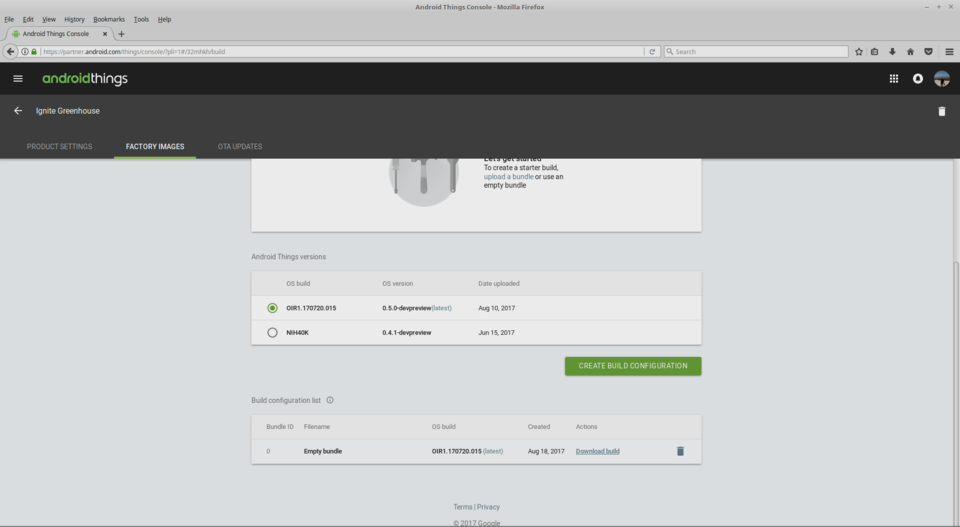 Android Things Console - Mozilla Firefox
File Edit View History Bookmarks Tools Help
Android Things Console
https://partner.android.com/things/console/?pli=1#/32mhkh/build
Search
androidthings
Ignite Greenhouse
PRODUCT SETTINGS FACTORY IMAGES OTA UPDATES
Let's get started
To create a starter build,
upload a bundle or use an
empty bundle
Android Things versions
OS build OS version Date uploaded
OIR1.170720.015 0.5.0-devpreview(latest) Aug 10, 2017
NIH40K 0.4.1-devpreview Jun 15, 2017
CREATE BUILD CONFIGURATION
Build configuration list
Bundle ID Filename OS build Created Actions
0 Empty bundle OIR1.170720.015 (latest) Aug 18, 2017 Download build
Terms | Privacy
© 2017 Google